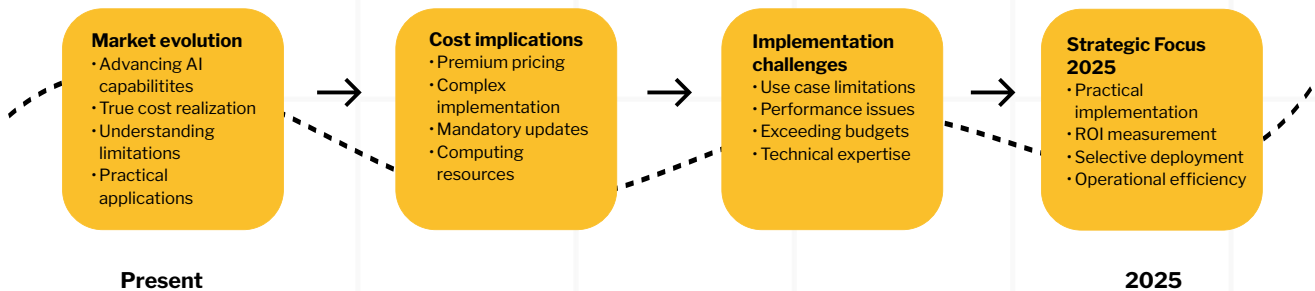 Market evolution
• Advancing AI
capabilitites
• True cost realization
• Understanding
limitations
• Practical
applications
Cost implications
• Premium pricing
• Complex
implementation
• Mandatory updates
• Computing
resources
Implementation
challenges
• Use case limitations
• Performance issues
• Exceeding budgets
• Technical expertise
Strategic Focus
2025
• Practical
implementation
• ROI measurement
• Selective deployment
• Operational efficiency
Present
2025